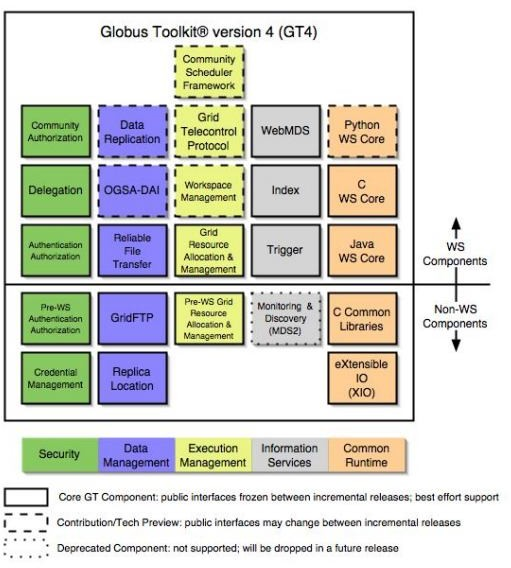 Globus Toolkit® version 4 (GT4)
Community
Scheduler
Framework
Community
Authorization
Data
Replication
Grid
Telecontrol
Protocol
WebMDS
Python
WS Core
Delegation
OGSA-DAI
Workspace
Management
Index
C
WS Core
Authentication
Authorization
Reliable
File
Transfer
Grid
Resource
Allocation &
Management
Trigger
Java
WS Core
WS
Components
Pre-WS
Authentication
Authorization
GridFTP
Pre-WS Grid
Resource
Allocation &
Management
Monitoring &
Discovery
(MDS2)
C Common
Libraries
Non-WS
Components
Credential
Management
Replica
Location
eXtensible
IO
(XIO)
Security
Data
Management
Execution
Management
Information
Services
Common
Runtime
Core GT Component: public interfaces frozen between incremental releases; best effort support
Contribution/Tech Preview: public interfaces may change between incremental releases
Deprecated Component: not supported; will be dropped in a future release